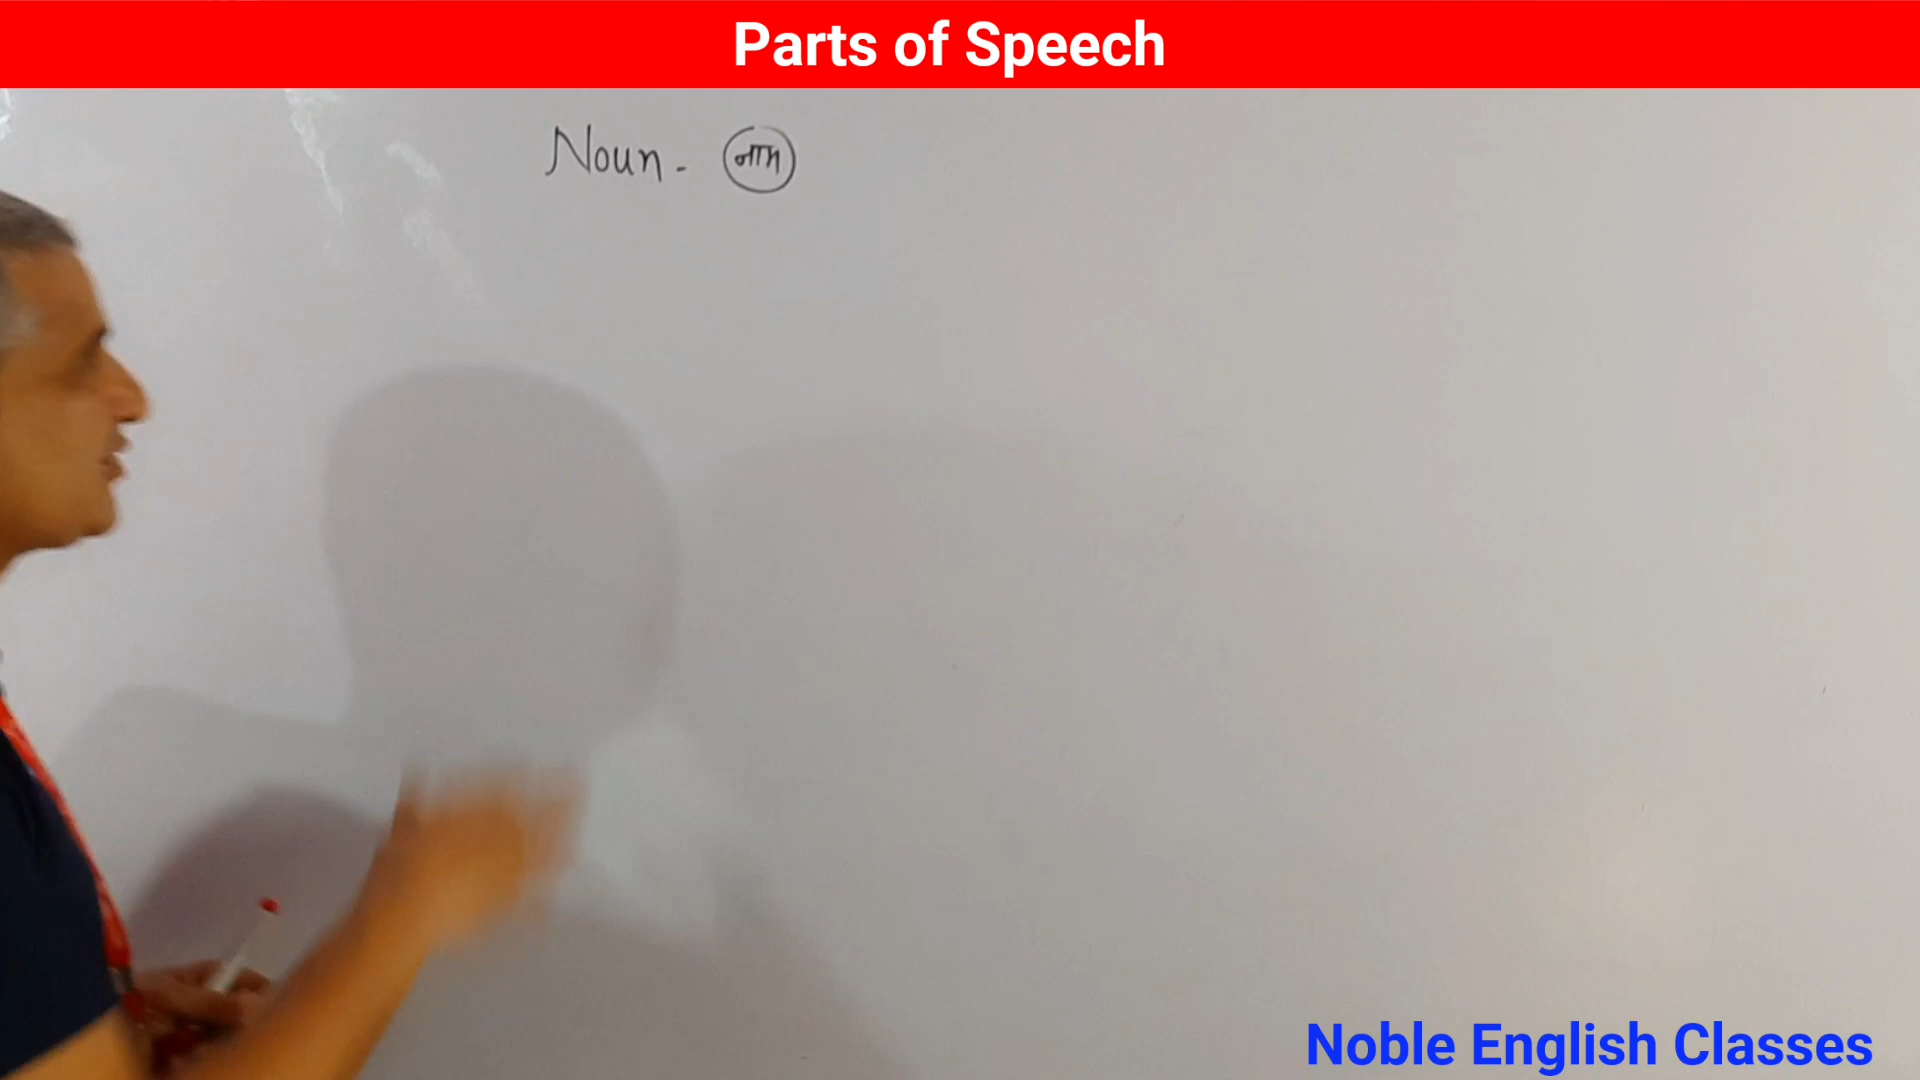 Parts of Speech
Noun - नाम
Noble English Classes